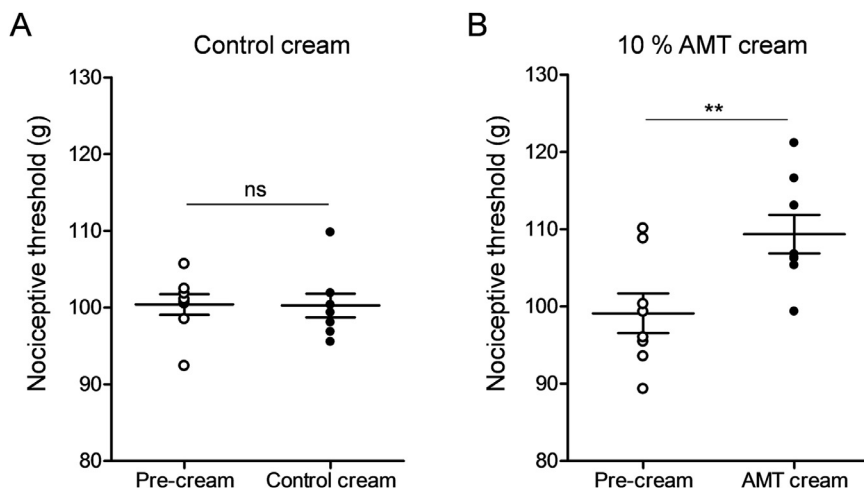 A
Control cream
Nociceptive threshold (g)
130
120
110
100
90
80
ns
Pre-cream
Control cream
B
10 % AMT cream
Nociceptive threshold (g)
130
120
110
100
90
80
**
Pre-cream
AMT cream